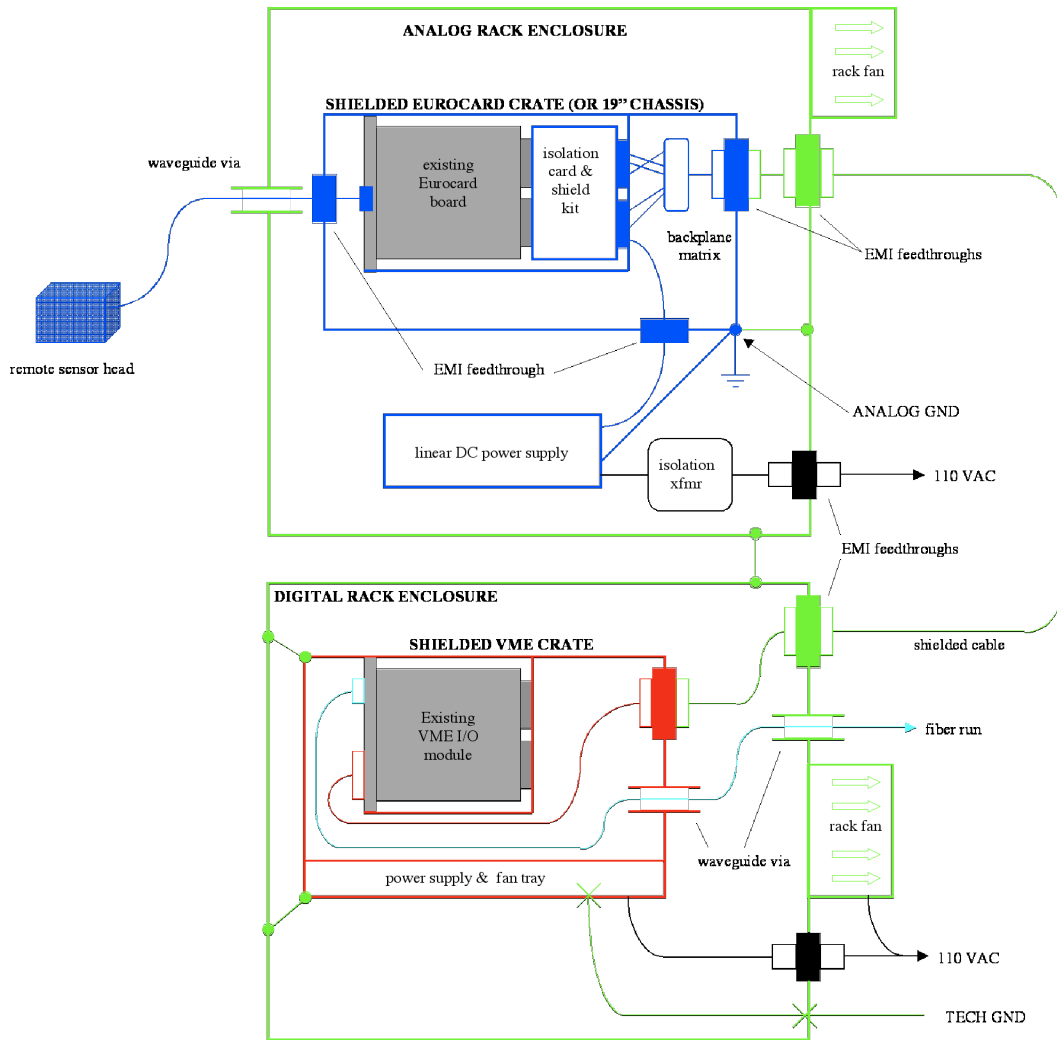 ANALOG RACK ENCLOSURE
rack fan
SHIELDED EUROCARD CRATE (OR 19” CHASSIS)
waveguide via
existing
Eurocard
board
isolation
card &
shield
kit
backplane
matrix
EMI feedthroughs
remote sensor head
EMI feedthrough
ANALOG GND
linear DC power supply
isolation
xfmr
110 VAC
EMI feedthroughs
DIGITAL RACK ENCLOSURE
SHIELDED VME CRATE
shielded cable
Existing
VME I/O
module
fiber run
rack fan
waveguide via
power supply & fan tray
110 VAC
TECH GND